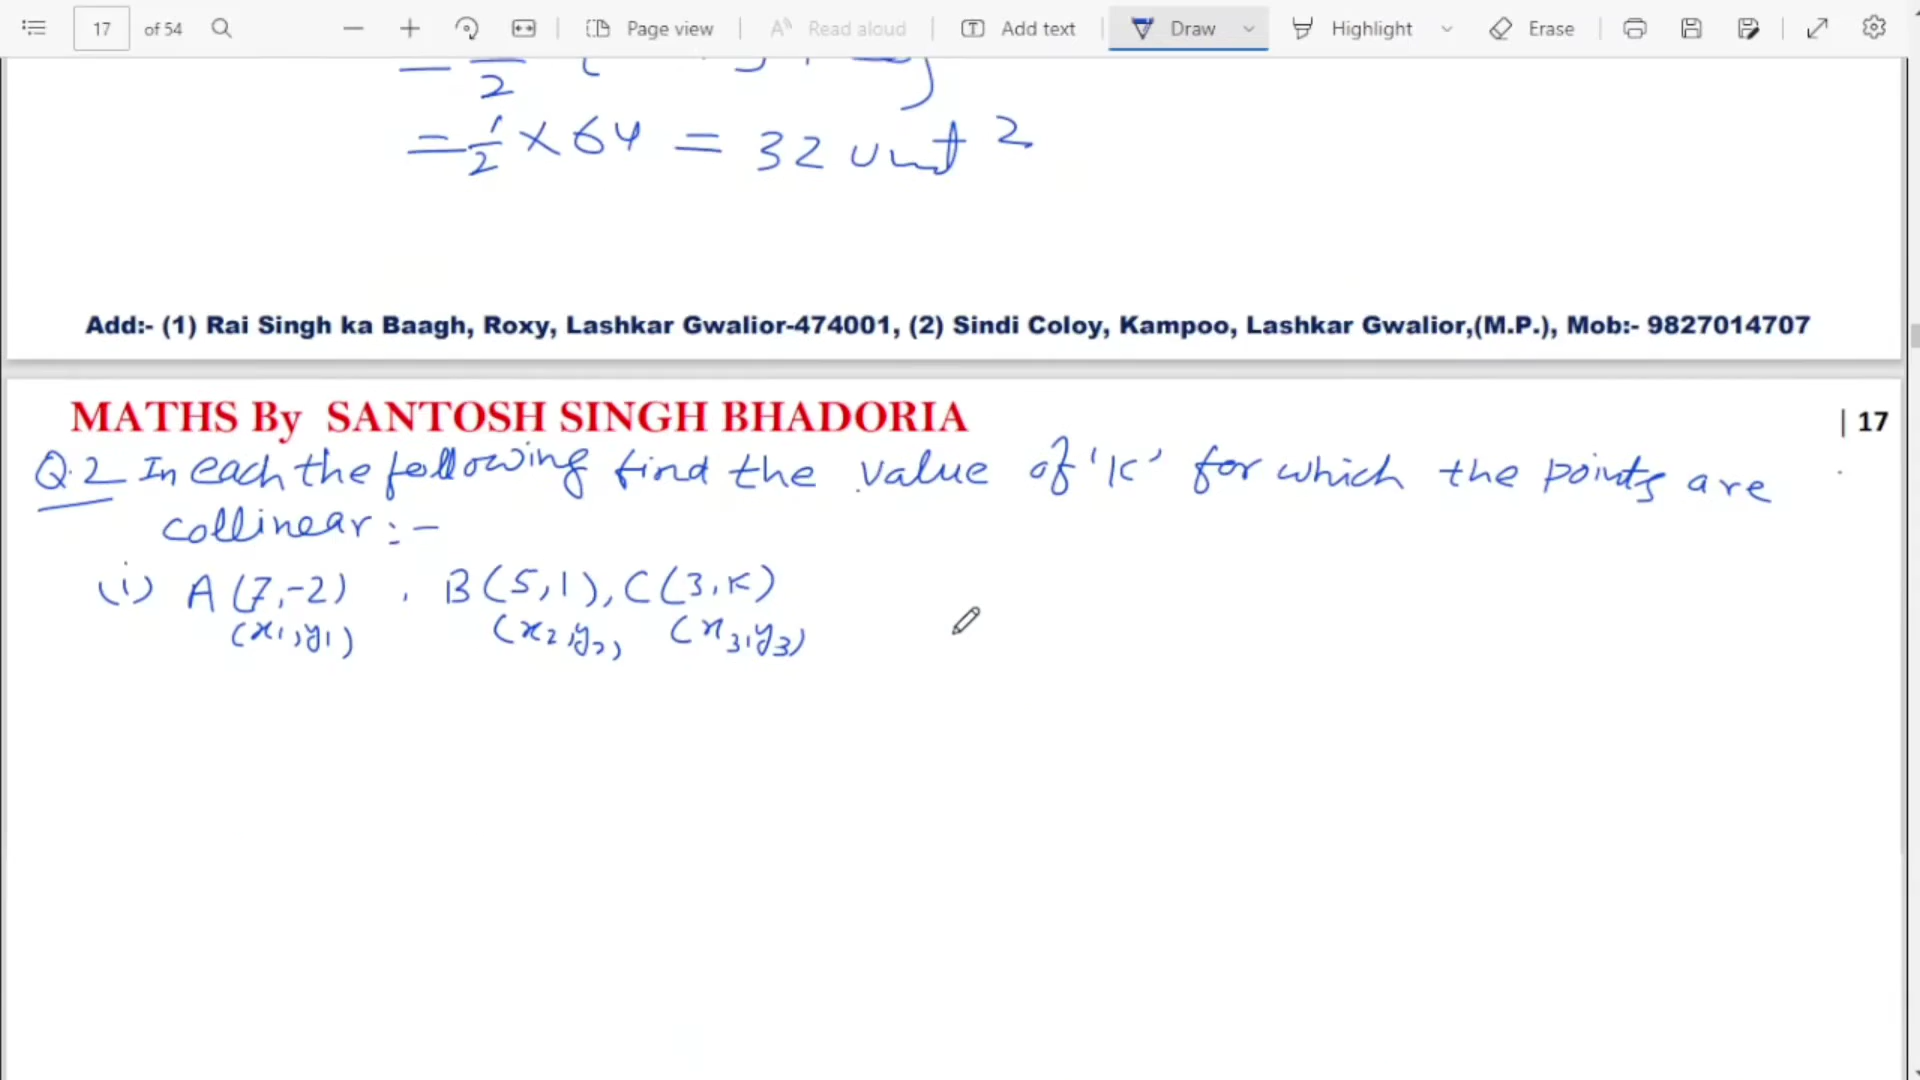 17 of 54 Page view Read aloud Add text Draw Highlight Erase
2
= 1/2 × 64 = 32 unit 2
Add:- (1) Rai Singh ka Baagh, Roxy, Lashkar Gwalior-474001, (2) Sindi Coloy, Kampoo, Lashkar Gwalior,(M.P.), Mob:- 9827014707
MATHS By SANTOSH SINGH BHADORIA | 17
Q.2 In each the following find the value of 'K' for which the points are
collinear :-
(i) A (7,-2) , B (5,1), C (3,K)
(x1,y1) (x2,y2) (x3,y3)